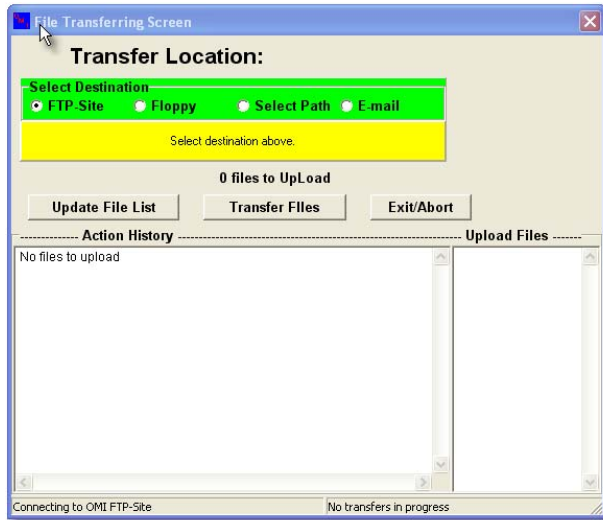 File Transferring Screen
Transfer Location:
Select Destination
FTP-Site Floppy Select Path E-mail
Select destination above.
0 files to UpLoad
Update File List Transfer FIles Exit/Abort
------------- Action History ---------------------------------------------------- Upload Files -------
No files to upload
Connecting to OMI FTP-Site No transfers in progress